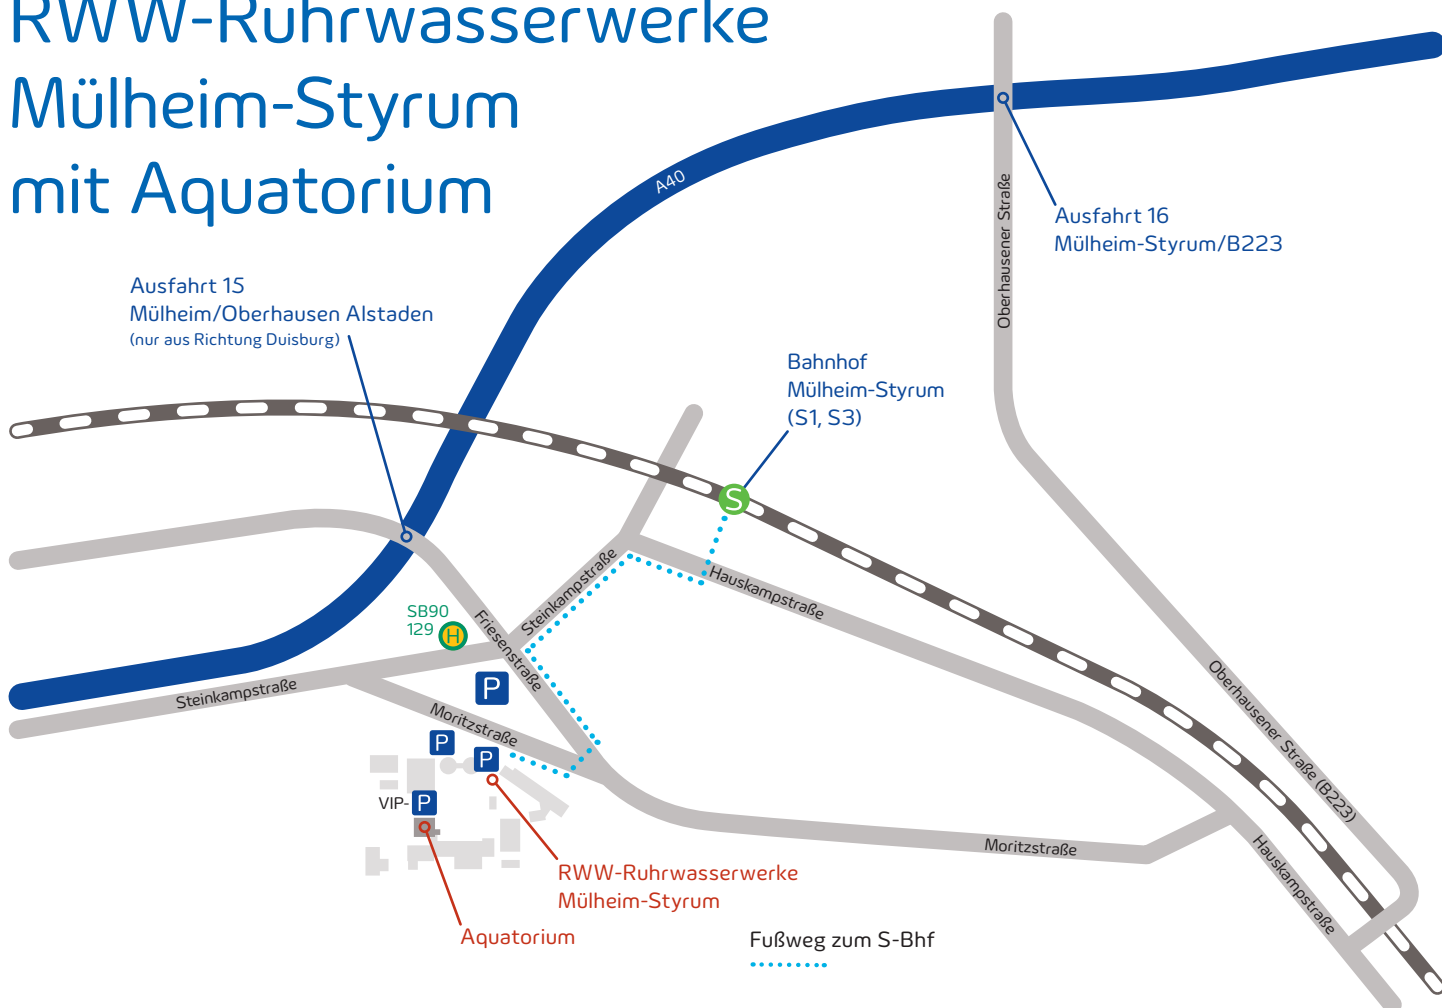 RWW-Ruhrwasserwerke
Mülheim-Styrum
mit Aquatorium
A40
Oberhausener Straße
Ausfahrt 16
Mülheim-Styrum/B223
Ausfahrt 15
Mülheim/Oberhausen Alstaden
(nur aus Richtung Duisburg)
Bahnhof
Mülheim-Styrum
(S1, S3)
S
Steinkampstraße
Hauskampstraße
SB90
129
H
Friesenstraße
Steinkampstraße
P
Moritzstraße
P
P
VIP-P
Oberhausener Straße (B223)
Moritzstraße
Hauskampstraße
RWW-Ruhrwasserwerke
Mülheim-Styrum
Aquatorium
Fußweg zum S-Bhf